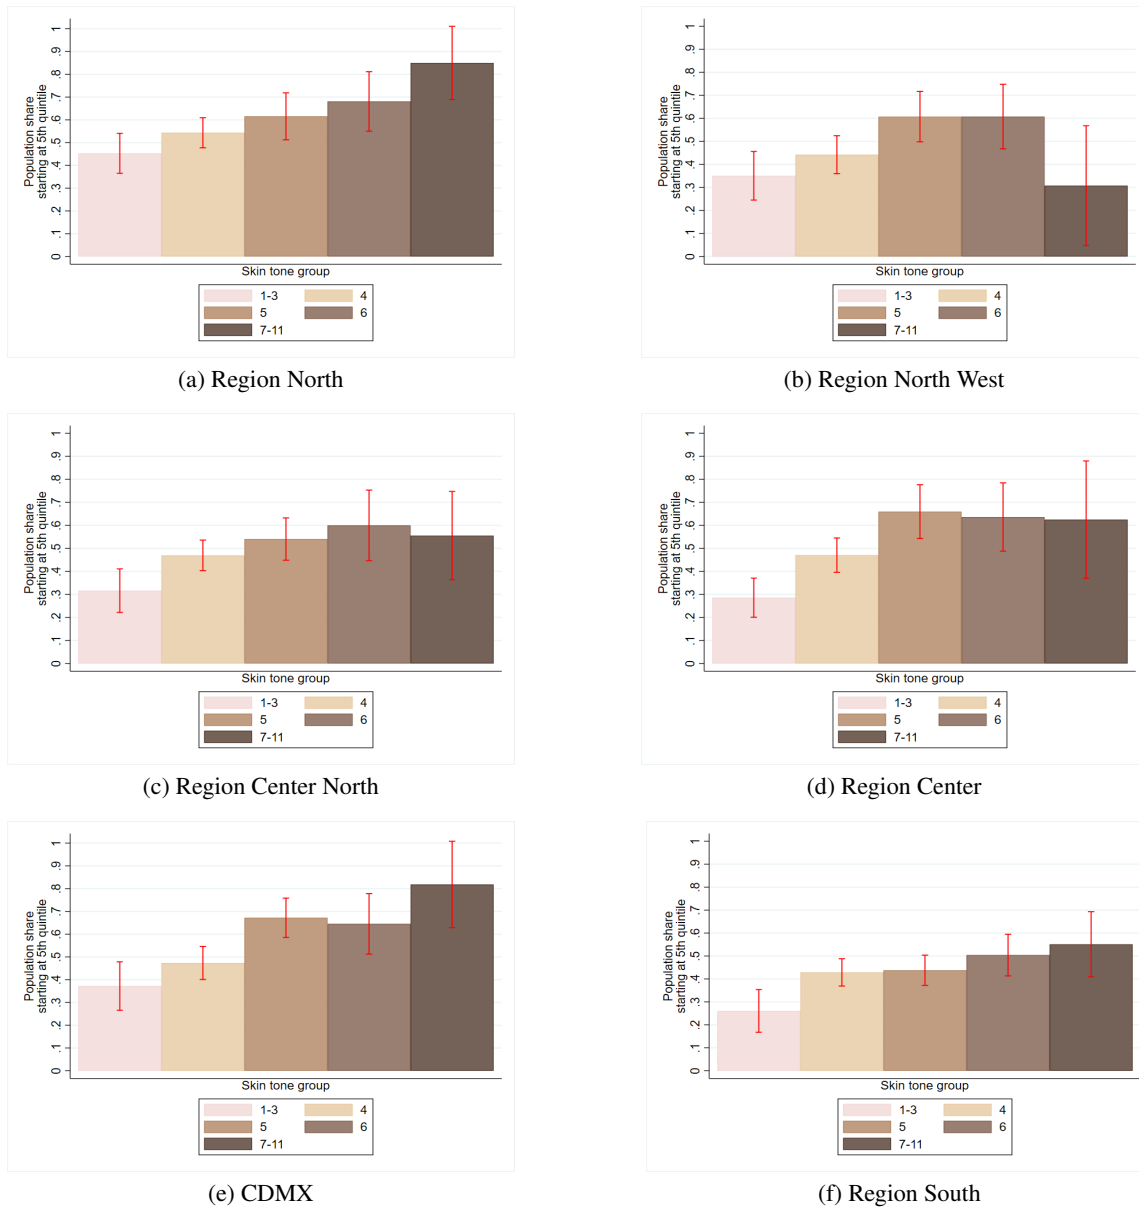 Population share
starting at 5th quintile
0 .1 .2 .3 .4 .5 .6 .7 .8 .9 1
Skin tone group
1-3 4
5 6
7-11
(a) Region North
Population share
starting at 5th quintile
0 .1 .2 .3 .4 .5 .6 .7 .8 .9 1
Skin tone group
1-3 4
5 6
7-11
(b) Region North West
Population share
starting at 5th quintile
0 .1 .2 .3 .4 .5 .6 .7 .8 .9 1
Skin tone group
1-3 4
5 6
7-11
(c) Region Center North
Population share
starting at 5th quintile
0 .1 .2 .3 .4 .5 .6 .7 .8 .9 1
Skin tone group
1-3 4
5 6
7-11
(d) Region Center
Population share
starting at 5th quintile
0 .1 .2 .3 .4 .5 .6 .7 .8 .9 1
Skin tone group
1-3 4
5 6
7-11
(e) CDMX
Population share
starting at 5th quintile
0 .1 .2 .3 .4 .5 .6 .7 .8 .9 1
Skin tone group
1-3 4
5 6
7-11
(f) Region South